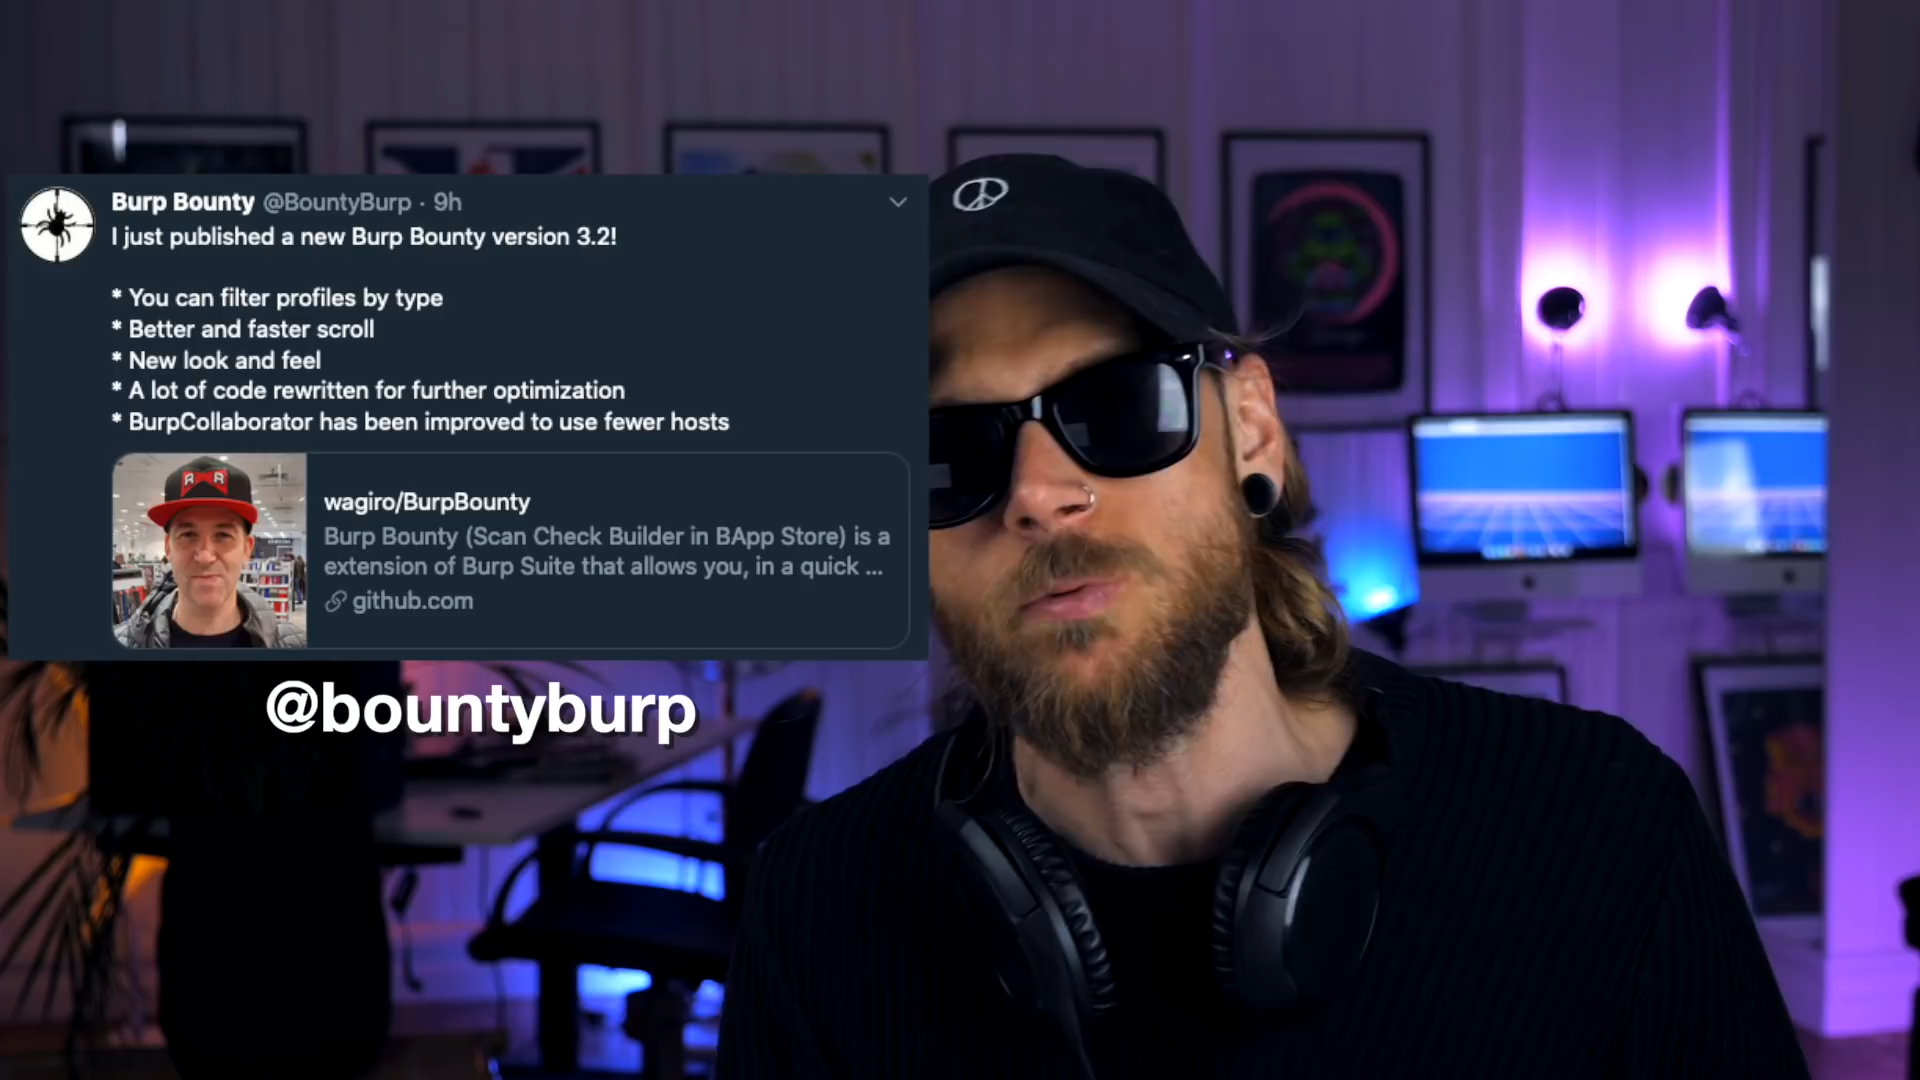 Burp Bounty @BountyBurp · 9h
I just published a new Burp Bounty version 3.2!
* You can filter profiles by type
* Better and faster scroll
* New look and feel
* A lot of code rewritten for further optimization
* BurpCollaborator has been improved to use fewer hosts
wagiro/BurpBounty
Burp Bounty (Scan Check Builder in BApp Store) is a
extension of Burp Suite that allows you, in a quick ...
github.com
@bountyburp